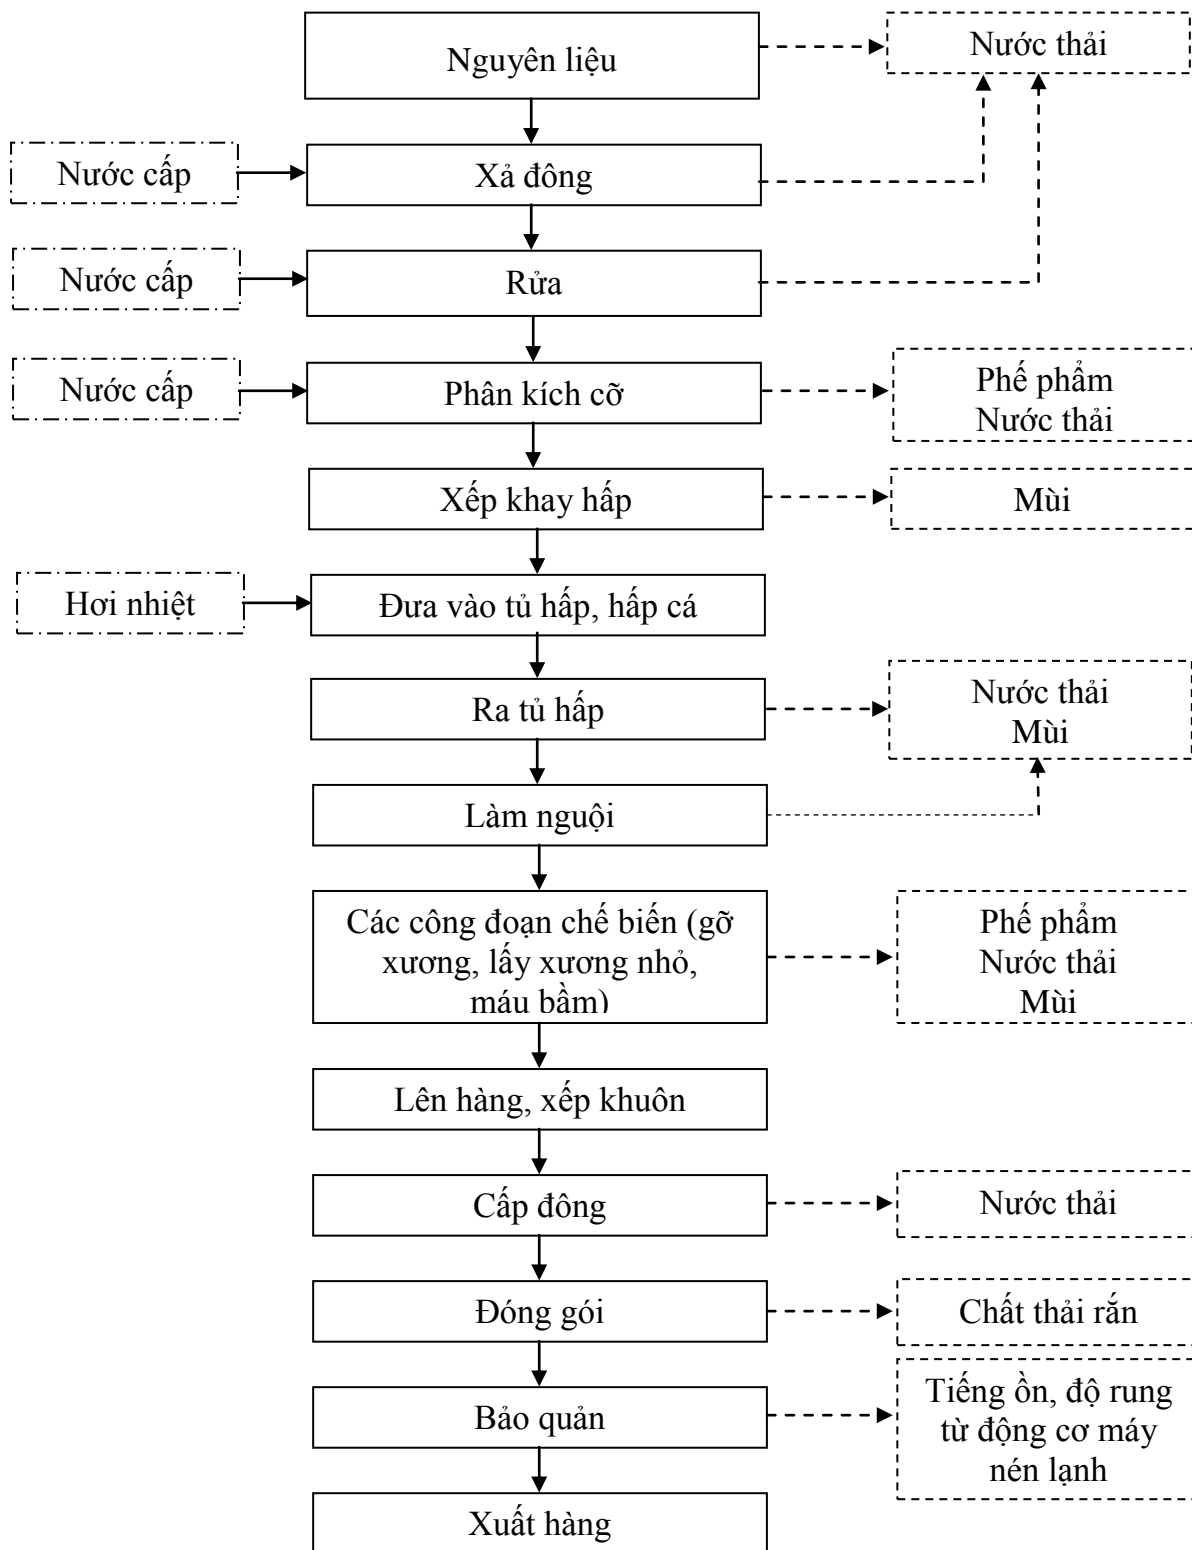 Nguyên liệu
Nước thải
Nước cấp
Xả đông
Nước cấp
Rửa
Nước cấp
Phân kích cỡ
Phế phẩm
Nước thải
Xếp khay hấp
Mùi
Hơi nhiệt
Đưa vào tủ hấp, hấp cá
Ra tủ hấp
Nước thải
Mùi
Làm nguội
Các công đoạn chế biến (gỡ
xương, lấy xương nhỏ,
máu bầm)
Phế phẩm
Nước thải
Mùi
Lên hàng, xếp khuôn
Cấp đông
Nước thải
Đóng gói
Chất thải rắn
Bảo quản
Tiếng ồn, độ rung
từ động cơ máy
nén lạnh
Xuất hàng